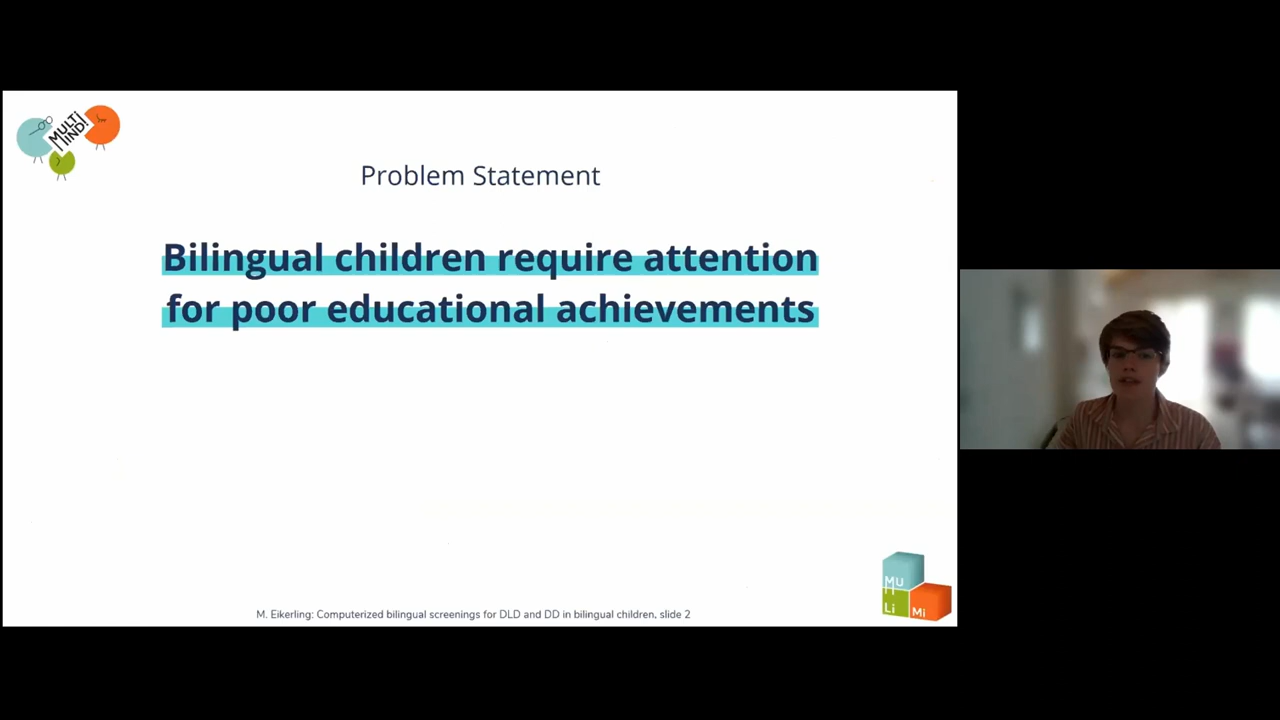 MULTI
MIND!
Problem Statement
Bilingual children require attention
for poor educational achievements
MU
lti
Li
Mi
M. Eikerling: Computerized bilingual screenings for DLD and DD in bilingual children, slide 2